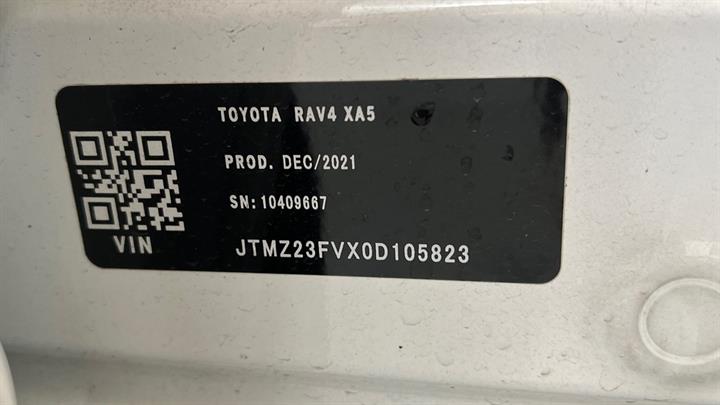 TOYOTA RAV4 XA5
PROD. DEC/2021
SN:10409667
VIN JTMZ23FVX0D105823